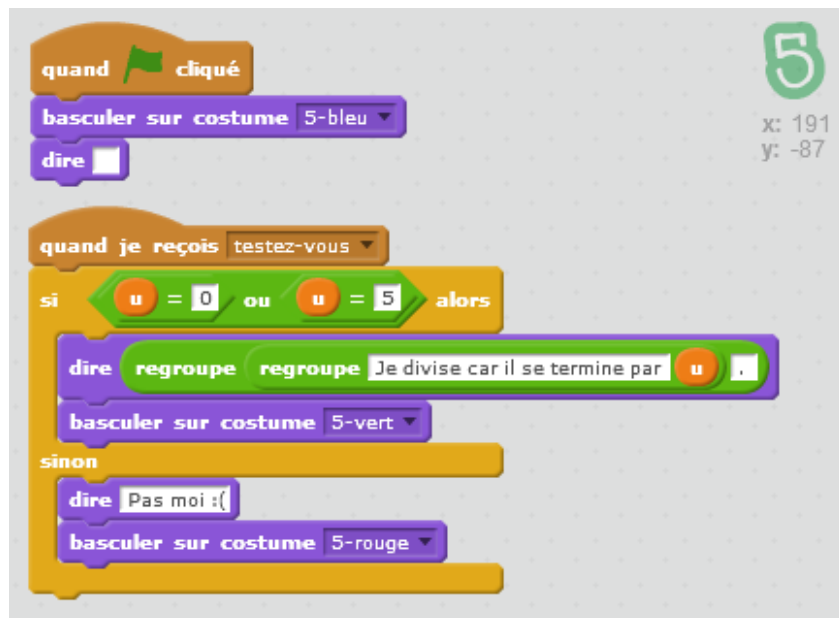 quand cliqué
basculer sur costume 5-bleu
dire
5
x: 191
y: -87
quand je reçois testez-vous
si u = 0 ou u = 5 alors
dire regroupe regroupe Je divise car il se termine par u .
basculer sur costume 5-vert
sinon
dire Pas moi :(
basculer sur costume 5-rouge